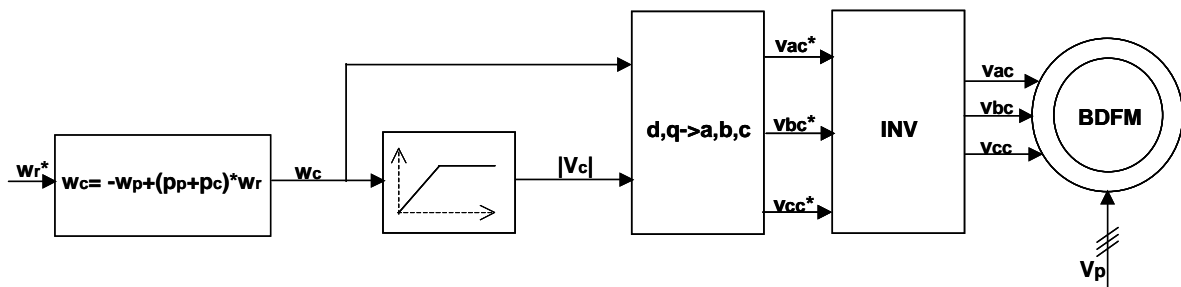 wr*
wc= -wp+(pp+pc)*wr
wc
|Vc|
d,q->a,b,c
vac*
vbc*
vcc*
INV
vac
vbc
vcc
BDFM
Vp